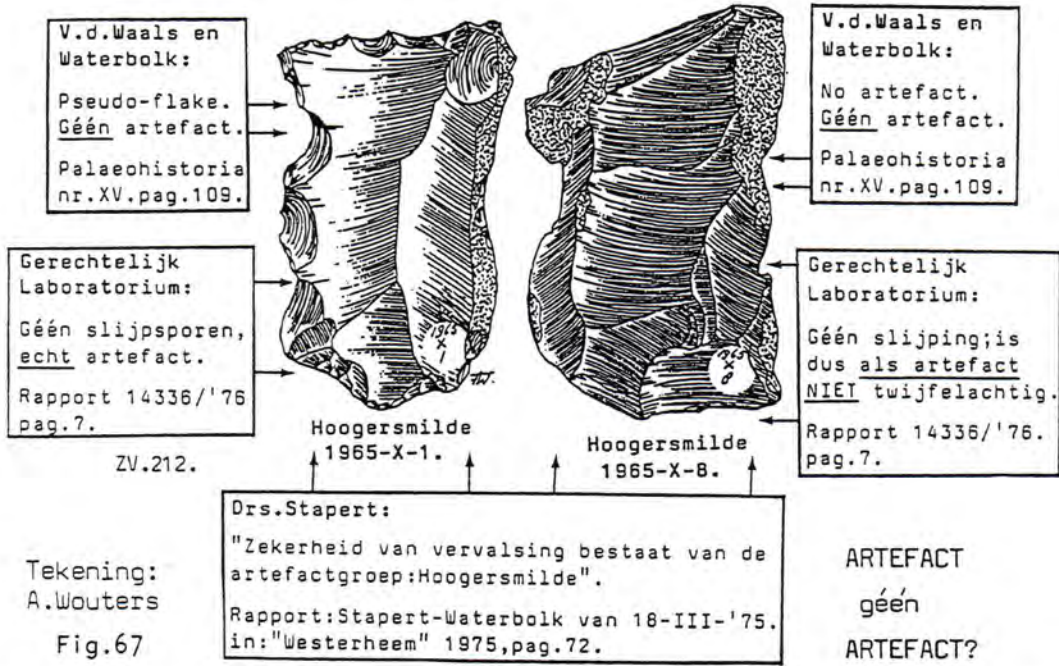 V.d.Waals en
Waterbolk:
Pseudo-flake.
Géén artefact.
Palaeohistoria
nr.XV.pag.109.
Gerechtelijk
Laboratorium:
Géén slijpsporen,
echt artefact.
Rapport 14336/'76
pag.7.
ZV.212.
1965
X
1
Hoogersmilde
1965-X-1.
1965
X
8
Hoogersmilde
1965-X-8.
V.d.Waals en
Waterbolk:
No artefact.
Géén artefact.
Palaeohistoria
nr.XV.pag.109.
Gerechtelijk
Laboratorium:
Géén slijping;is
dus als artefact
NIET twijfelachtig.
Rapport 14336/'76.
pag.7.
Drs.Stapert:
"Zekerheid van vervalsing bestaat van de
artefactgroep:Hoogersmilde".
Rapport:Stapert-Waterbolk van 18-III-'75.
in:"Westerheem" 1975,pag.72.
Tekening:
A.Wouters
Fig.67
ARTEFACT
géén
ARTEFACT?